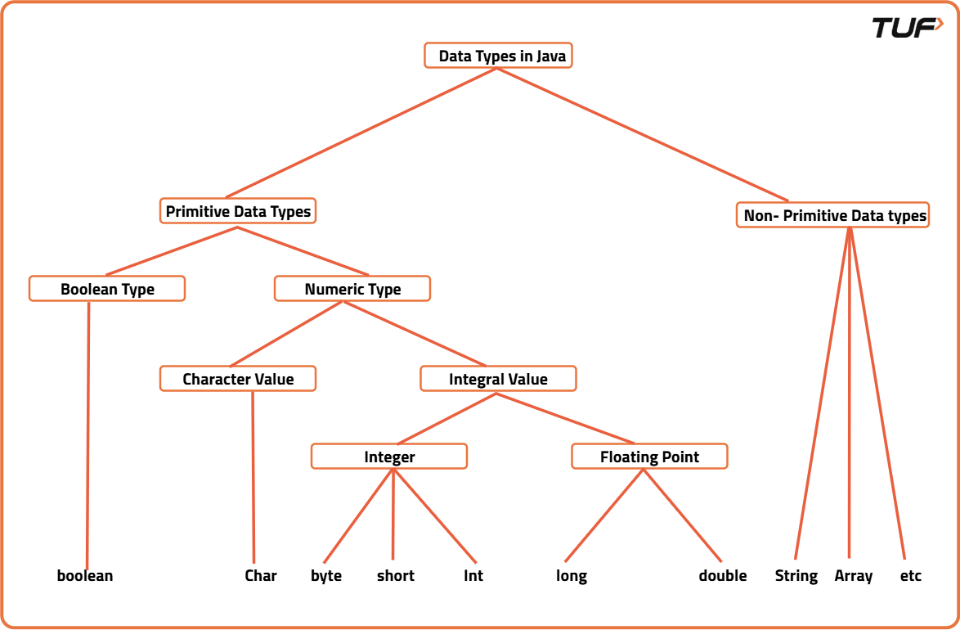 TUF
Data Types in Java
Primitive Data Types
Non- Primitive Data types
Boolean Type
Numeric Type
Character Value
Integral Value
Integer
Floating Point
boolean
Char
byte
short
Int
long
double
String
Array
etc